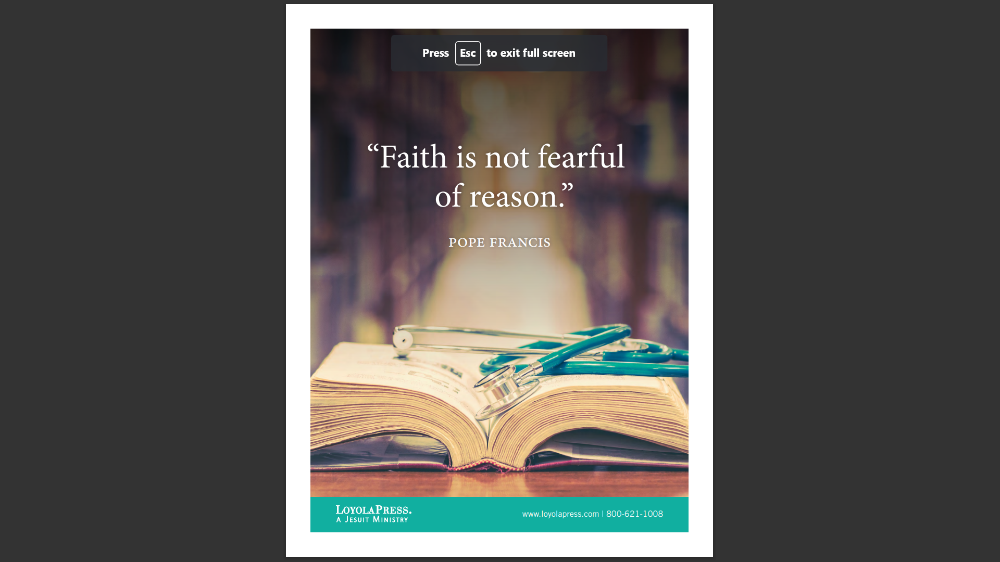 Press Esc to exit full screen
“Faith is not fearful
of reason.”
POPE FRANCIS
LOYOLAPRESS.
A JESUIT MINISTRY
www.loyolapress.com | 800-621-1008